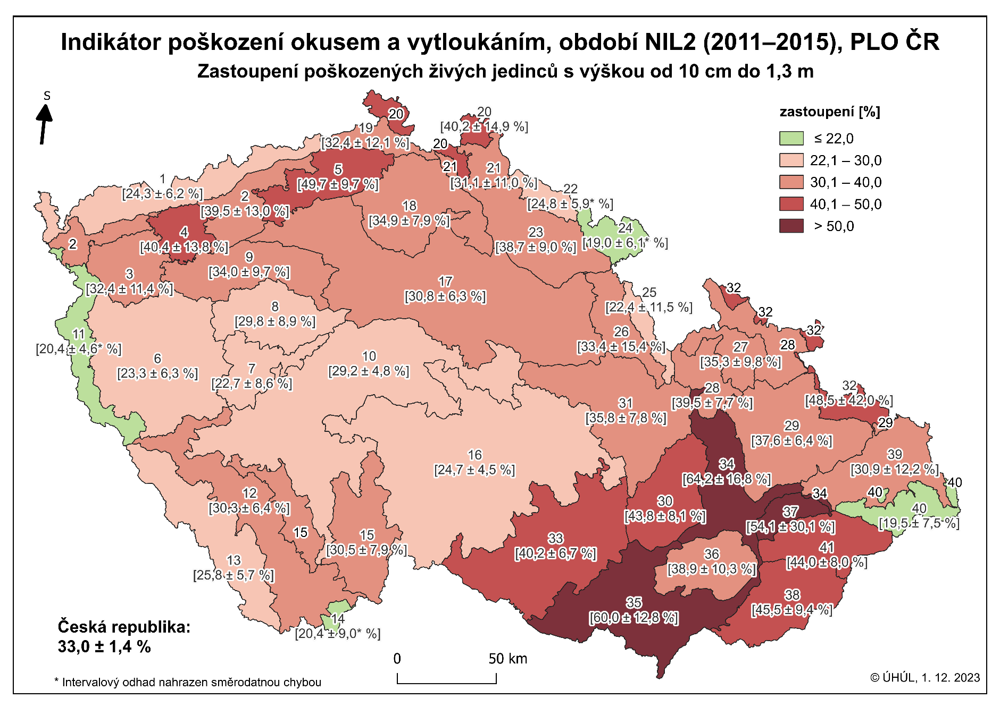 Indikátor poškození okusem a vytloukáním, období NIL2 (2011–2015), PLO ČR
Zastoupení poškozených živých jedinců s výškou od 10 cm do 1,3 m
S
zastoupení [%]
≤ 22,0
22,1 – 30,0
30,1 – 40,0
40,1 – 50,0
> 50,0
20
20
[40,2 ± 14,9 %]
19
[32,4 ± 12,1 %]
20
21
21
[31,1 ± 11,0 %]
5
[49,7 ± 9,7 %]
1
[24,3 ± 6,2 %]
22
[24,8 ± 5,9* %]
2
[39,5 ± 13,0 %]
18
[34,9 ± 7,9 %]
24
[19,0 ± 6,1* %]
4
[40,4 ± 13,8 %]
23
[38,7 ± 9,0 %]
2
9
[34,0 ± 9,7 %]
3
[32,4 ± 11,4 %]
17
[30,8 ± 6,3 %]
25
[22,4 ± 11,5 %]
32
32
32
8
[29,8 ± 8,9 %]
11
[20,4 ± 4,6* %]
26
[33,4 ± 15,4 %]
27
[35,3 ± 9,8 %]
28
6
[23,3 ± 6,3 %]
10
[29,2 ± 4,8 %]
7
[22,7 ± 8,6 %]
28
[39,5 ± 7,7 %]
32
[48,5 ± 42,0 %]
31
[35,8 ± 7,8 %]
29
29
[37,6 ± 6,4 %]
16
[24,7 ± 4,5 %]
39
[30,9 ± 12,2 %]
34
[64,2 ± 16,8 %]
40
40
34
12
[30,3 ± 6,4 %]
30
[43,8 ± 8,1 %]
37
[54,1 ± 30,1 %]
40
[19,5 ± 7,5 %]
15
15
[30,5 ± 7,9 %]
33
[40,2 ± 6,7 %]
41
[44,0 ± 8,0 %]
36
[38,9 ± 10,3 %]
13
[25,8 ± 5,7 %]
38
[45,5 ± 9,4 %]
35
[60,0 ± 12,8 %]
14
[20,4 ± 9,0* %]
Česká republika:
33,0 ± 1,4 %
0 50 km
* Intervalový odhad nahrazen směrodatnou chybou
© ÚHÚL, 1. 12. 2023